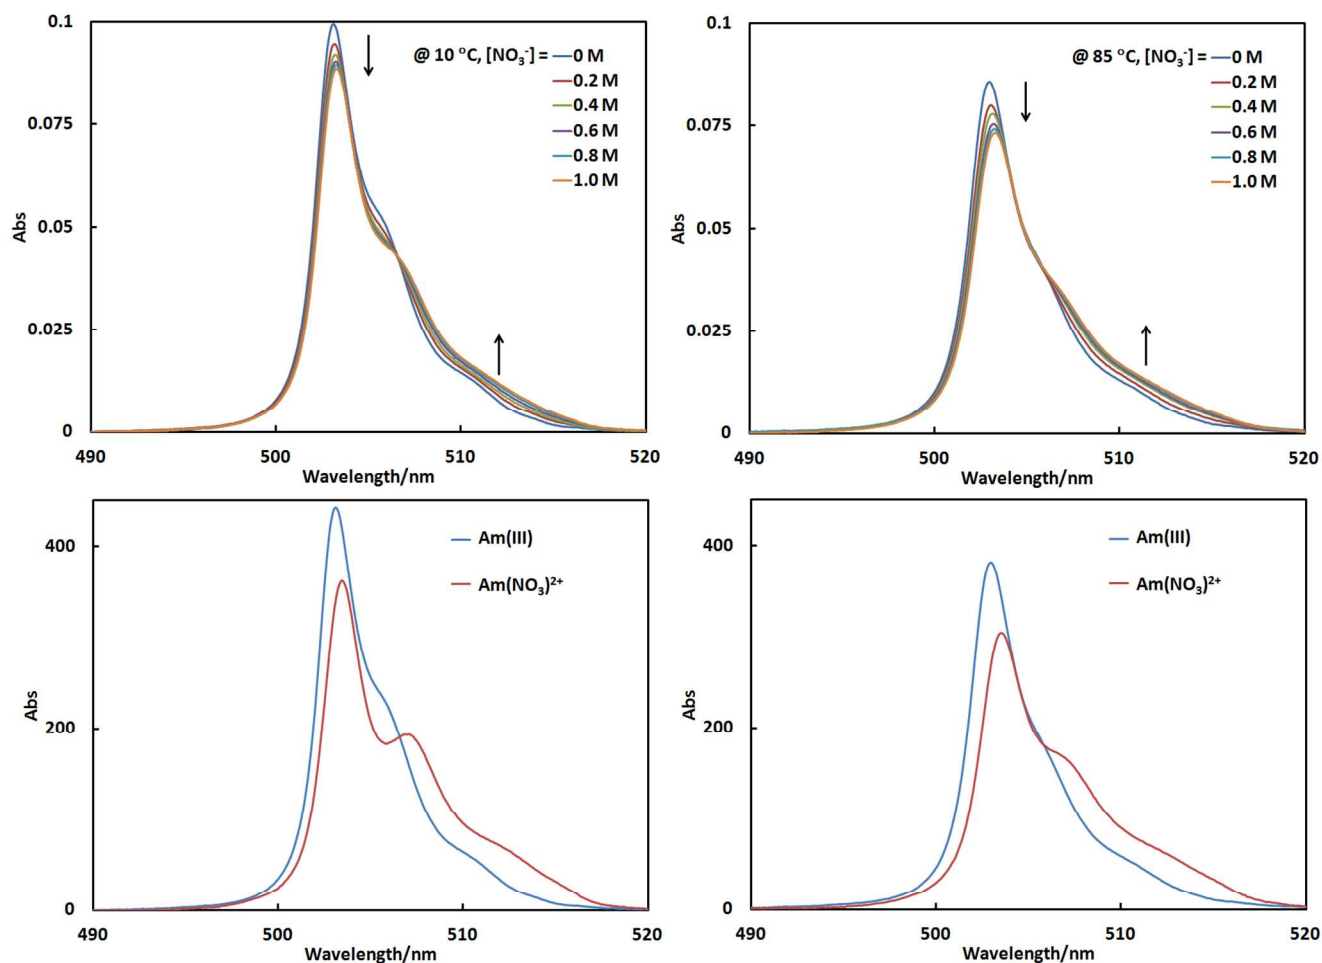 0.1
0.075
0.05
0.025
0
Abs
@ 10 °C, [NO₃⁻] =
0 M
0.2 M
0.4 M
0.6 M
0.8 M
1.0 M
490 500 510 520
Wavelength/nm
0.1
0.075
0.05
0.025
0
Abs
@ 85 °C, [NO₃⁻] =
0 M
0.2 M
0.4 M
0.6 M
0.8 M
1.0 M
490 500 510 520
Wavelength/nm
400
200
0
Abs
Am(III)
Am(NO₃)²⁺
490 500 510 520
Wavelength/nm
400
200
0
Abs
Am(III)
Am(NO₃)²⁺
490 500 510 520
Wavelength/nm